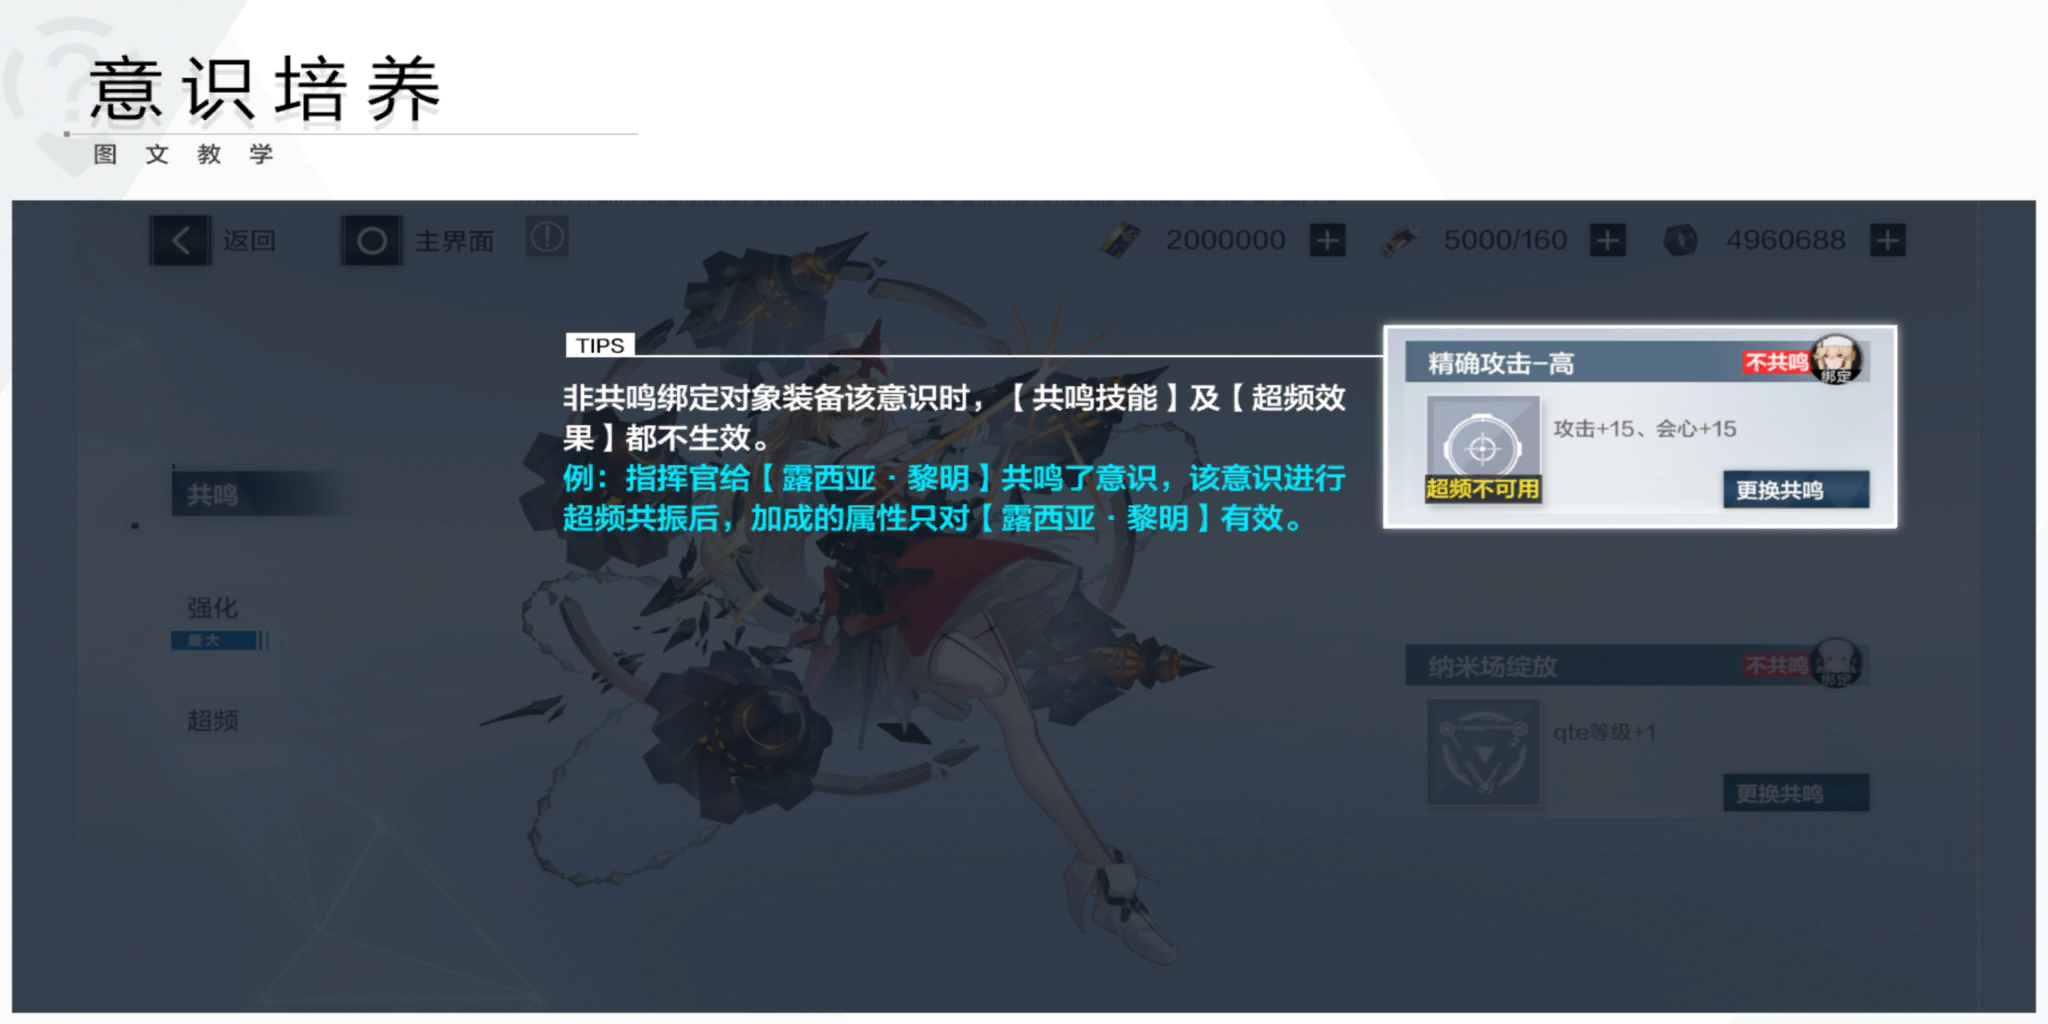 意识培养
图文教学
返回
主界面
2000000
5000/160
4960688
TIPS
非共鸣绑定对象装备该意识时，【共鸣技能】及【超频效
果】都不生效。
例：指挥官给【露西亚·黎明】共鸣了意识，该意识进行
超频共振后，加成的属性只对【露西亚·黎明】有效。
精确攻击-高
不共鸣
绑定
攻击+15、会心+15
超频不可用
更换共鸣
共鸣
强化
最大
超频
纳米场绽放
不共鸣
绑定
qte等级+1
更换共鸣